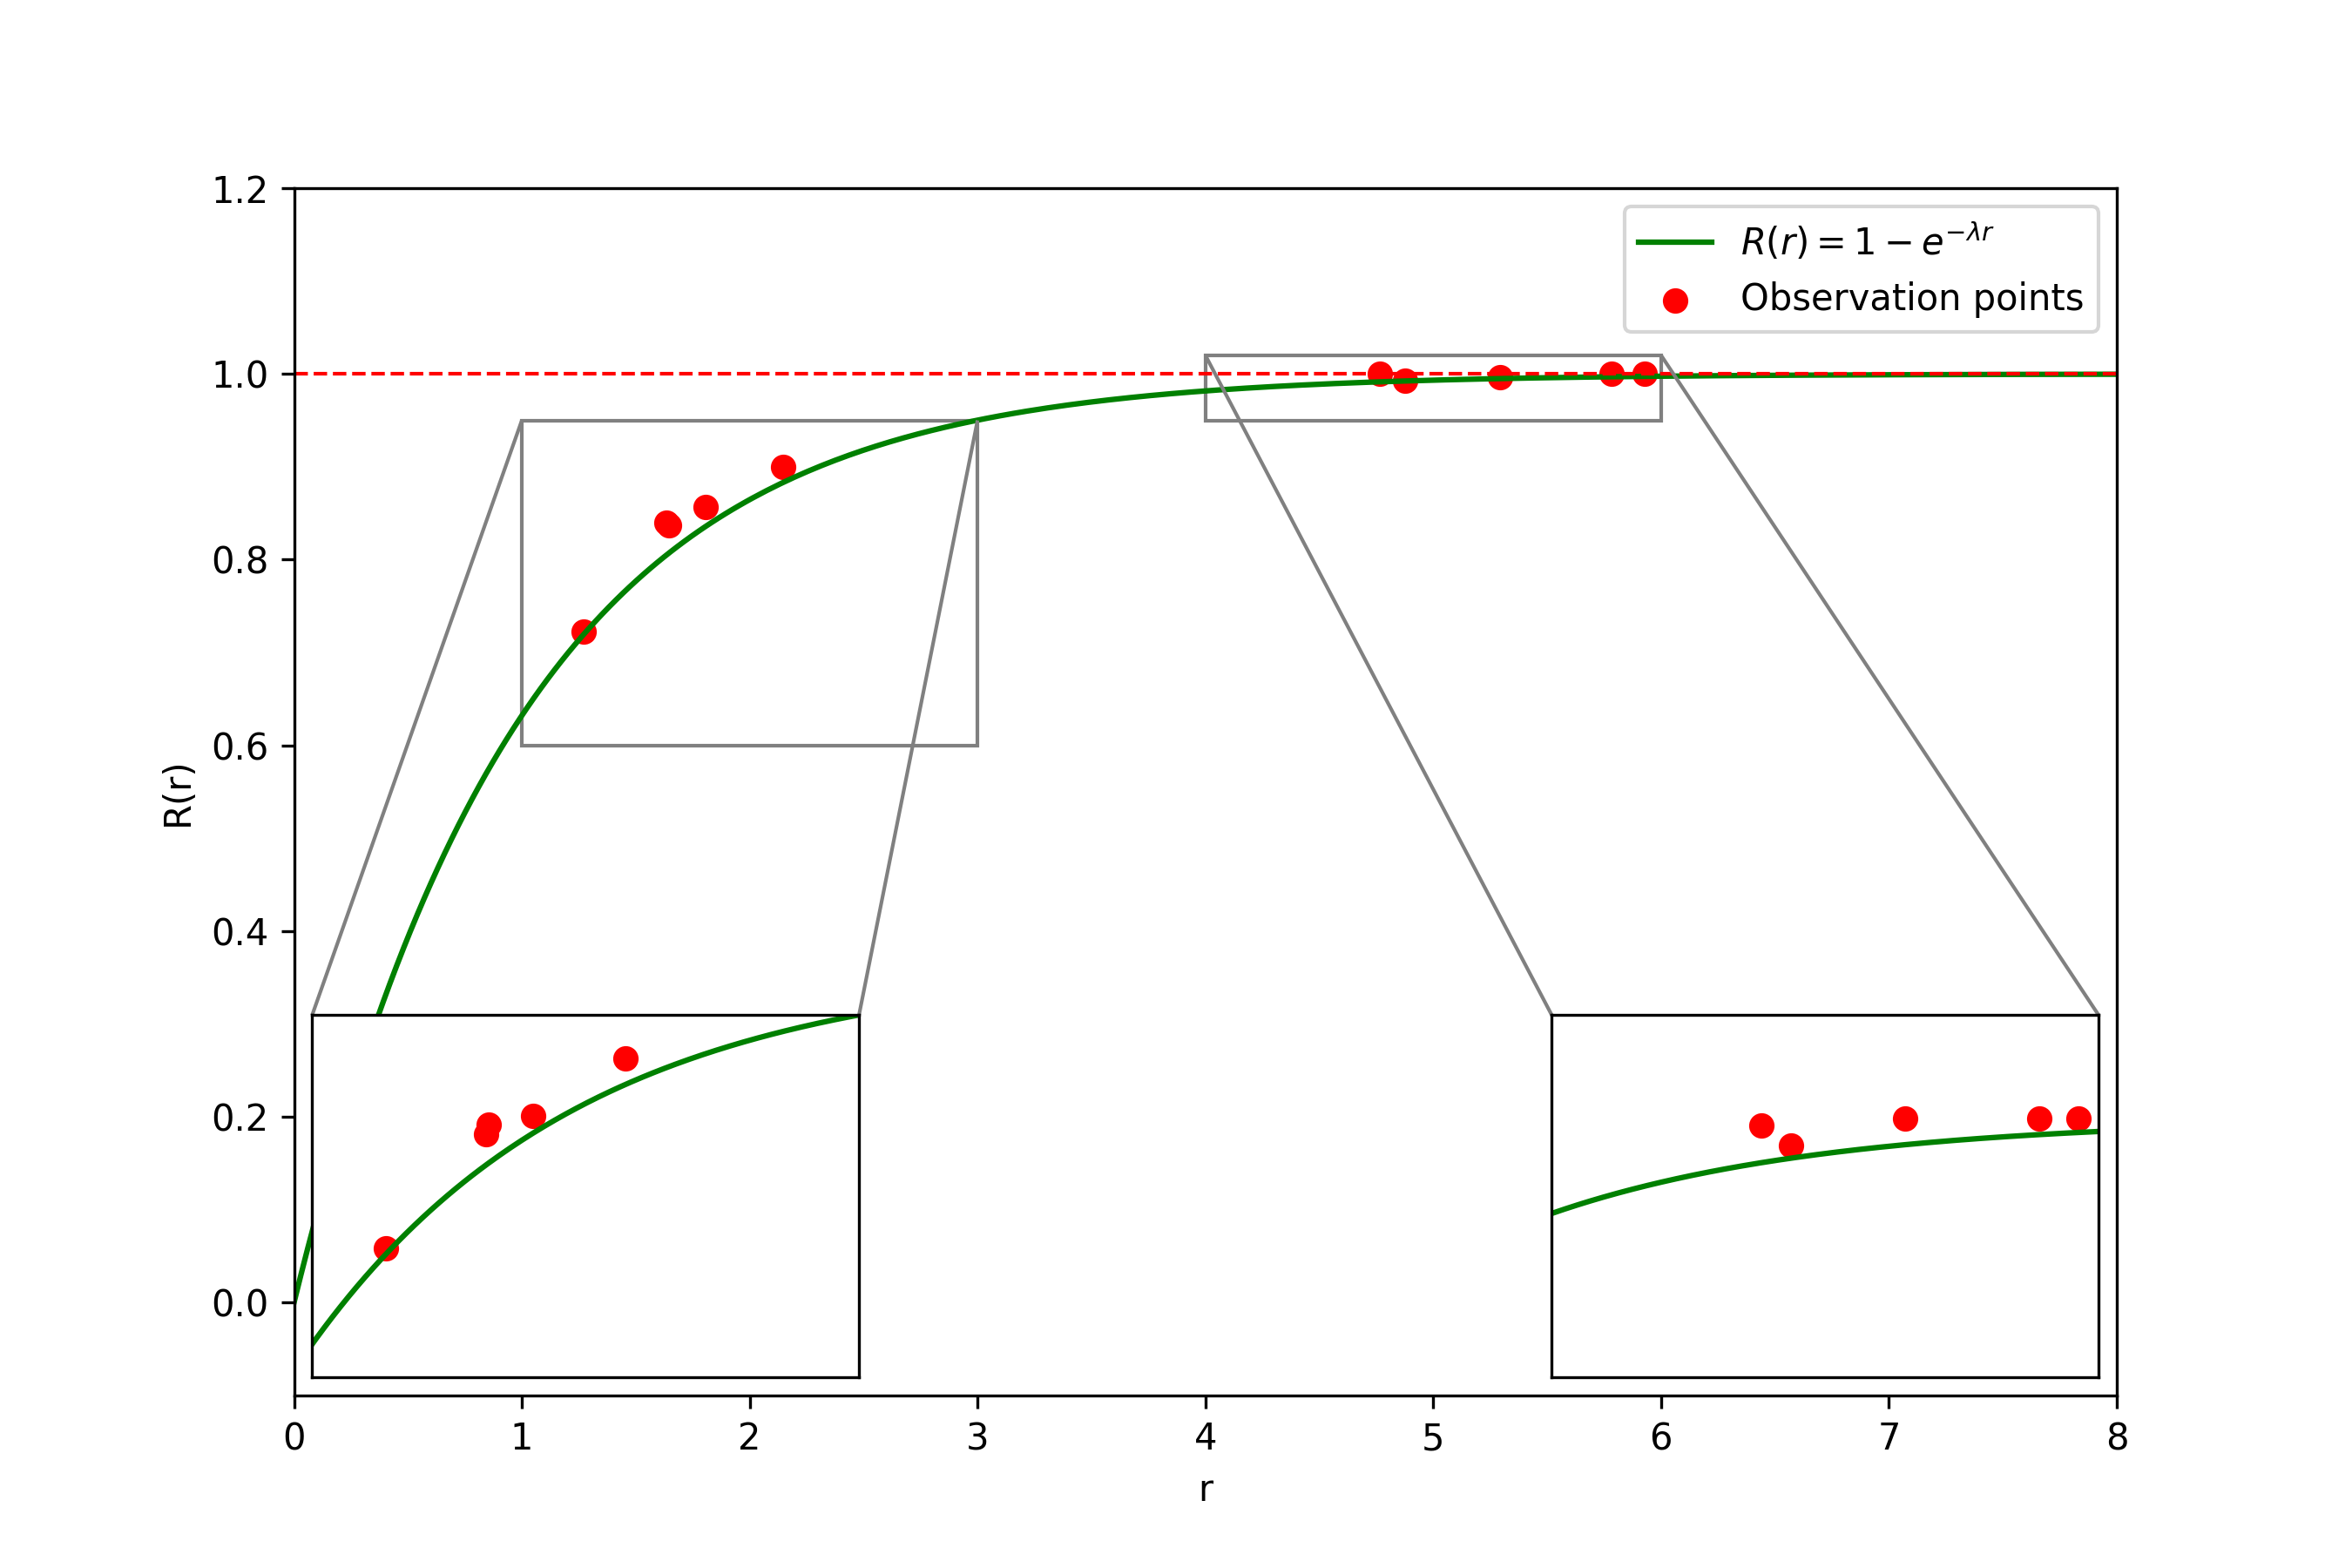 1.2
R(r) = 1 − e^{−λr}
Observation points
1.0
0.8
0.6
R(r)
0.4
0.2
0.0
0 1 2 3 4 5 6 7 8
r